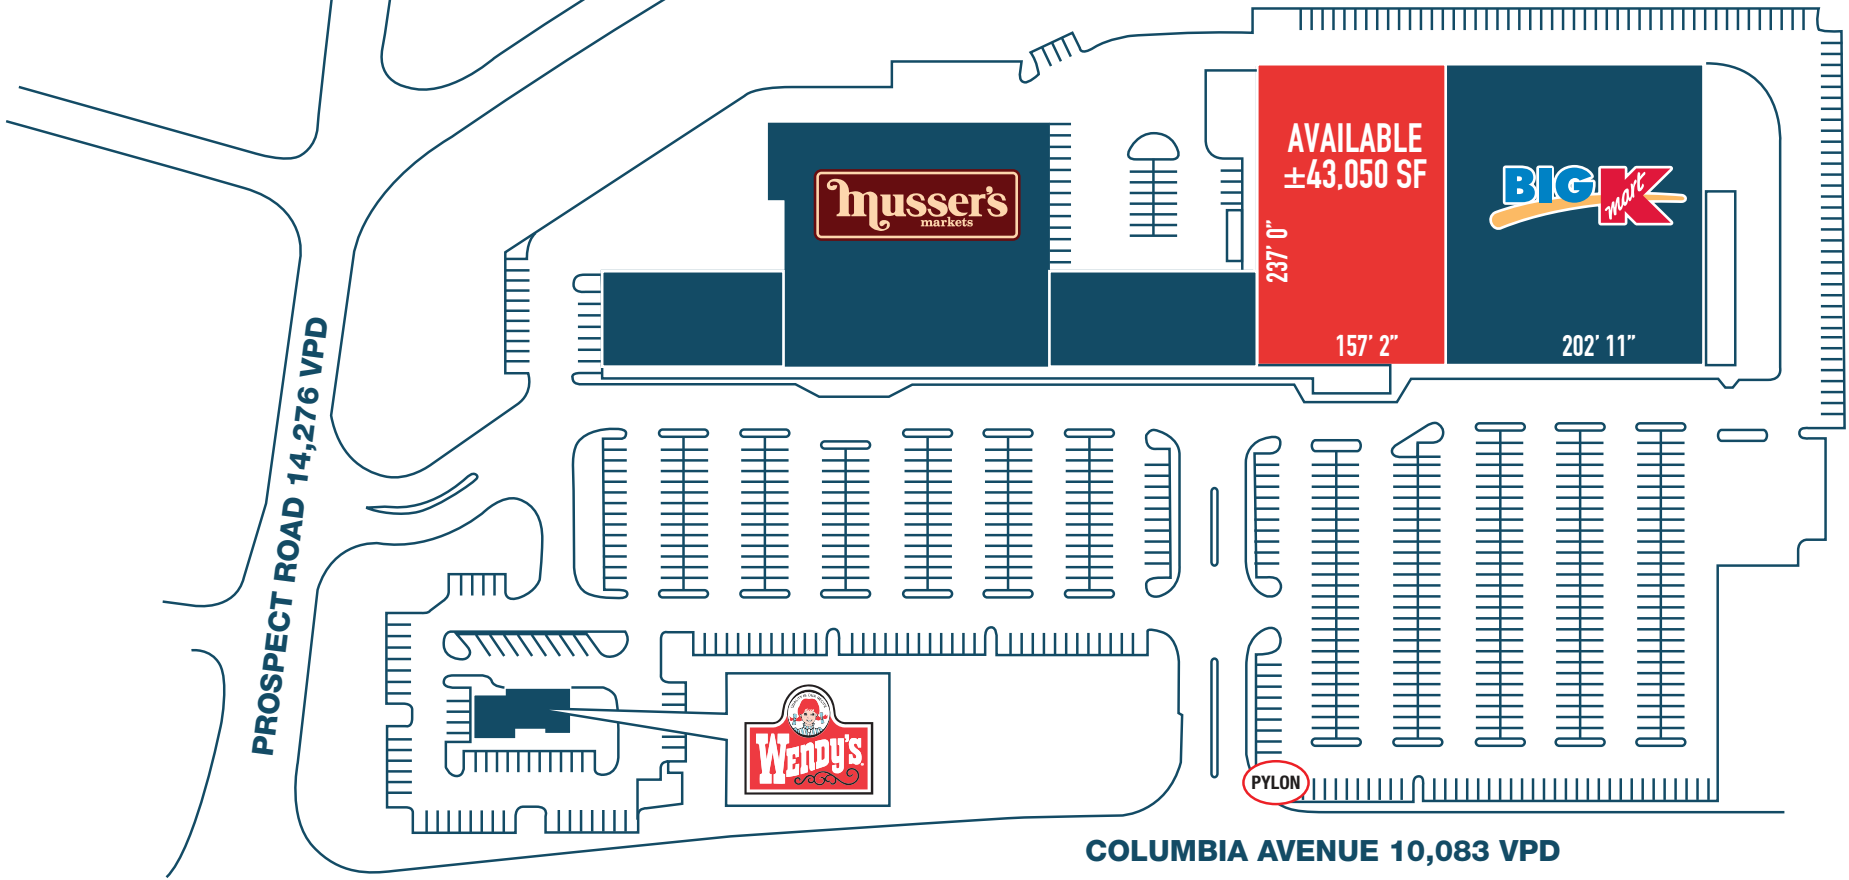 AVAILABLE
±43,050 SF
237' 0"
157' 2"
BIG K
mart
202' 11"
musser's
markets
PROSPECT ROAD 14,276 VPD
WENDY'S
PYLON
COLUMBIA AVENUE 10,083 VPD